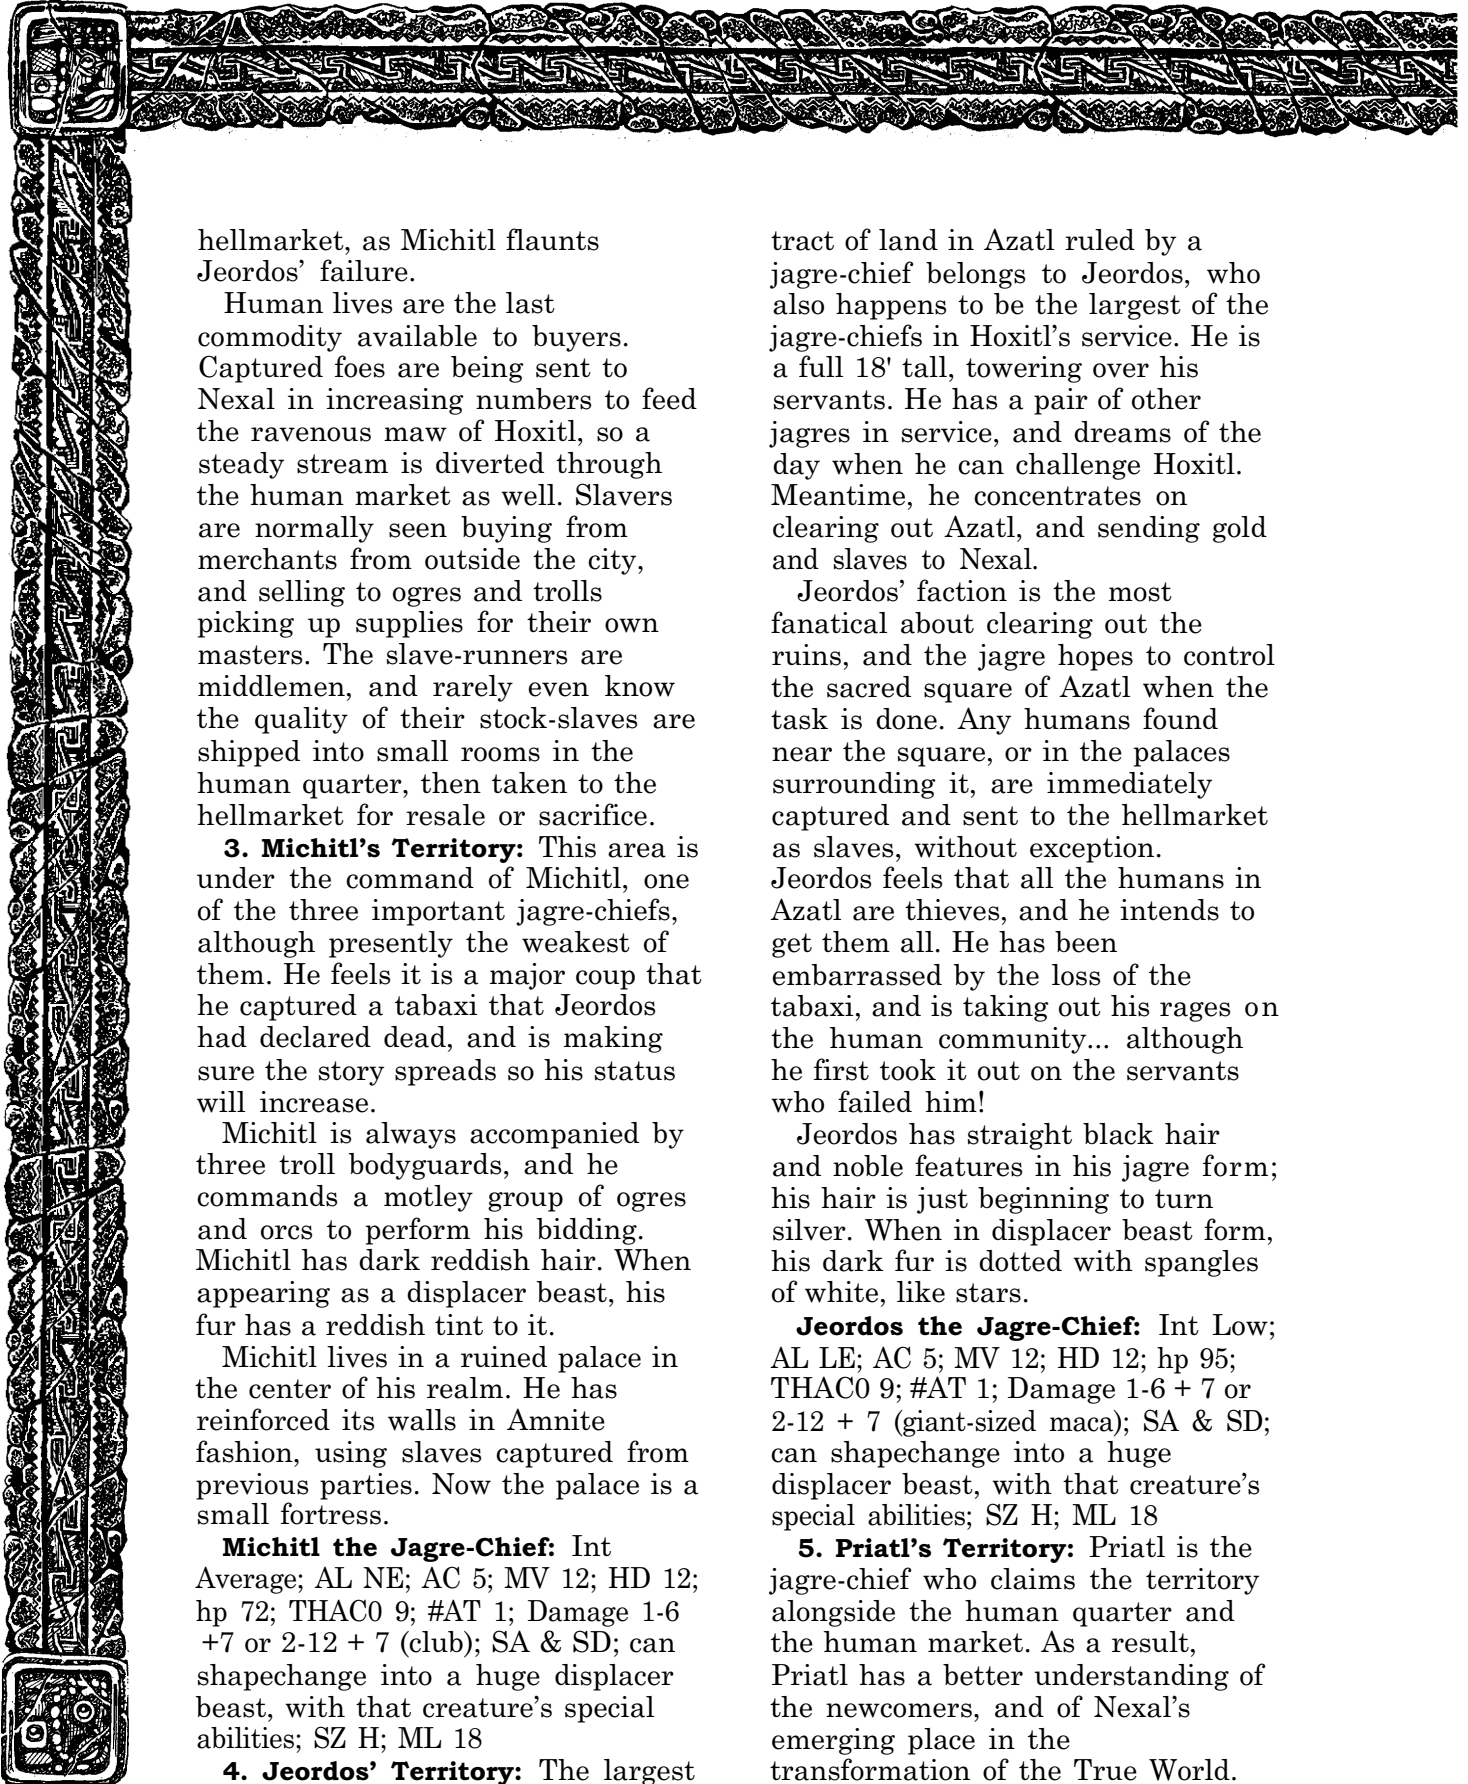 hellmarket, as Michitl flaunts
Jeordos’ failure.
Human lives are the last
commodity available to buyers.
Captured foes are being sent to
Nexal in increasing numbers to feed
the ravenous maw of Hoxitl, so a
steady stream is diverted through
the human market as well. Slavers
are normally seen buying from
merchants from outside the city,
and selling to ogres and trolls
picking up supplies for their own
masters. The slave-runners are
middlemen, and rarely even know
the quality of their stock-slaves are
shipped into small rooms in the
human quarter, then taken to the
hellmarket for resale or sacrifice.
3. Michitl’s Territory: This area is
under the command of Michitl, one
of the three important jagre-chiefs,
although presently the weakest of
them. He feels it is a major coup that
he captured a tabaxi that Jeordos
had declared dead, and is making
sure the story spreads so his status
will increase.
Michitl is always accompanied by
three troll bodyguards, and he
commands a motley group of ogres
and orcs to perform his bidding.
Michitl has dark reddish hair. When
appearing as a displacer beast, his
fur has a reddish tint to it.
Michitl lives in a ruined palace in
the center of his realm. He has
reinforced its walls in Amnite
fashion, using slaves captured from
previous parties. Now the palace is a
small fortress.
Michitl the Jagre-Chief: Int
Average; AL NE; AC 5; MV 12; HD 12;
hp 72; THAC0 9; #AT 1; Damage 1-6
+7 or 2-12 + 7 (club); SA & SD; can
shapechange into a huge displacer
beast, with that creature’s special
abilities; SZ H; ML 18
4. Jeordos’ Territory: The largest
tract of land in Azatl ruled by a
jagre-chief belongs to Jeordos, who
also happens to be the largest of the
jagre-chiefs in Hoxitl’s service. He is
a full 18' tall, towering over his
servants. He has a pair of other
jagres in service, and dreams of the
day when he can challenge Hoxitl.
Meantime, he concentrates on
clearing out Azatl, and sending gold
and slaves to Nexal.
Jeordos’ faction is the most
fanatical about clearing out the
ruins, and the jagre hopes to control
the sacred square of Azatl when the
task is done. Any humans found
near the square, or in the palaces
surrounding it, are immediately
captured and sent to the hellmarket
as slaves, without exception.
Jeordos feels that all the humans in
Azatl are thieves, and he intends to
get them all. He has been
embarrassed by the loss of the
tabaxi, and is taking out his rages on
the human community... although
he first took it out on the servants
who failed him!
Jeordos has straight black hair
and noble features in his jagre form;
his hair is just beginning to turn
silver. When in displacer beast form,
his dark fur is dotted with spangles
of white, like stars.
Jeordos the Jagre-Chief: Int Low;
AL LE; AC 5; MV 12; HD 12; hp 95;
THAC0 9; #AT 1; Damage 1-6 + 7 or
2-12 + 7 (giant-sized maca); SA & SD;
can shapechange into a huge
displacer beast, with that creature’s
special abilities; SZ H; ML 18
5. Priatl’s Territory: Priatl is the
jagre-chief who claims the territory
alongside the human quarter and
the human market. As a result,
Priatl has a better understanding of
the newcomers, and of Nexal’s
emerging place in the
transformation of the True World.